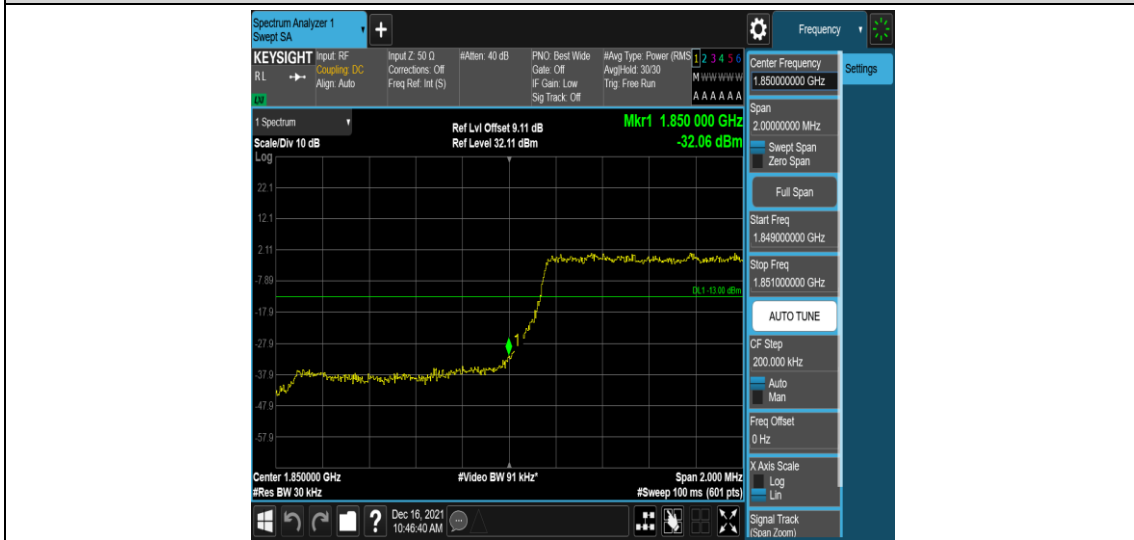 Spectrum Analyzer 1
Swept SA
+
Frequency
KEYSIGHT
RL
LXI
Input: RF
Coupling: DC
Align: Auto
Input Z: 50 Ω
Corrections: Off
Freq Ref: Int (S)
#Atten: 40 dB
PNO: Best Wide
Gate: Off
IF Gain: Low
Sig Track: Off
#Avg Type: Power (RMS
Avg|Hold: 30/30
Trig: Free Run
1 2 3 4 5 6
M W W W W W
A A A A A A
Center Frequency
1.850000000 GHz
Settings
Span
2.00000000 MHz
Swept Span
Zero Span
Full Span
Start Freq
1.849000000 GHz
Stop Freq
1.851000000 GHz
AUTO TUNE
CF Step
200.000 kHz
Auto
Man
Freq Offset
0 Hz
X Axis Scale
Log
Lin
Signal Track
(Span Zoom)
1 Spectrum
Scale/Div 10 dB
Log
Ref Lvl Offset 9.11 dB
Ref Level 32.11 dBm
Mkr1 1.850 000 GHz
-32.06 dBm
22.1
12.1
2.11
-7.89
DL1 -13.00 dBm
-17.9
-27.9
1
-37.9
-47.9
-57.9
Center 1.850000 GHz
#Video BW 91 kHz*
Span 2.000 MHz
#Res BW 30 kHz
#Sweep 100 ms (601 pts)
?
Dec 16, 2021
10:46:40 AM